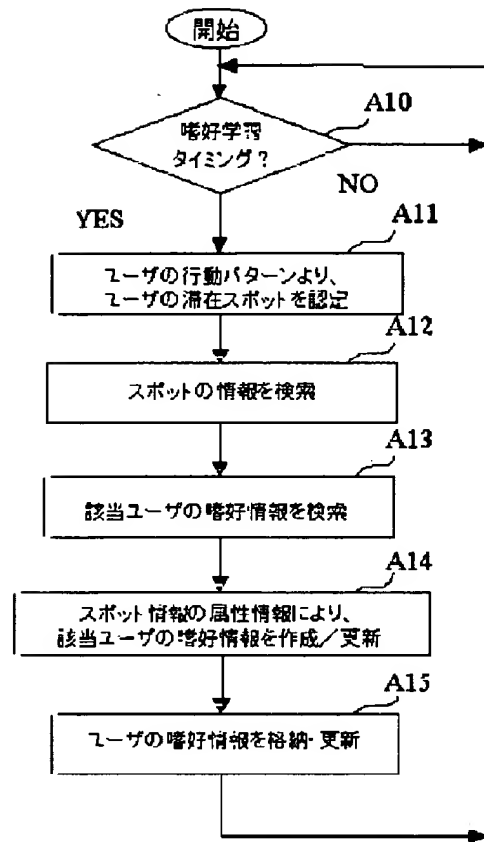 開始
A10
嗜好学習
タイミング？
NO
YES
A11
ユーザの行動パターンより、
ユーザの滞在スポットを認定
A12
スポットの情報を検索
A13
該当ユーザの嗜好情報を検索
A14
スポット情報の属性情報により、
該当ユーザの嗜好情報を作成／更新
A15
ユーザの嗜好情報を格納・更新